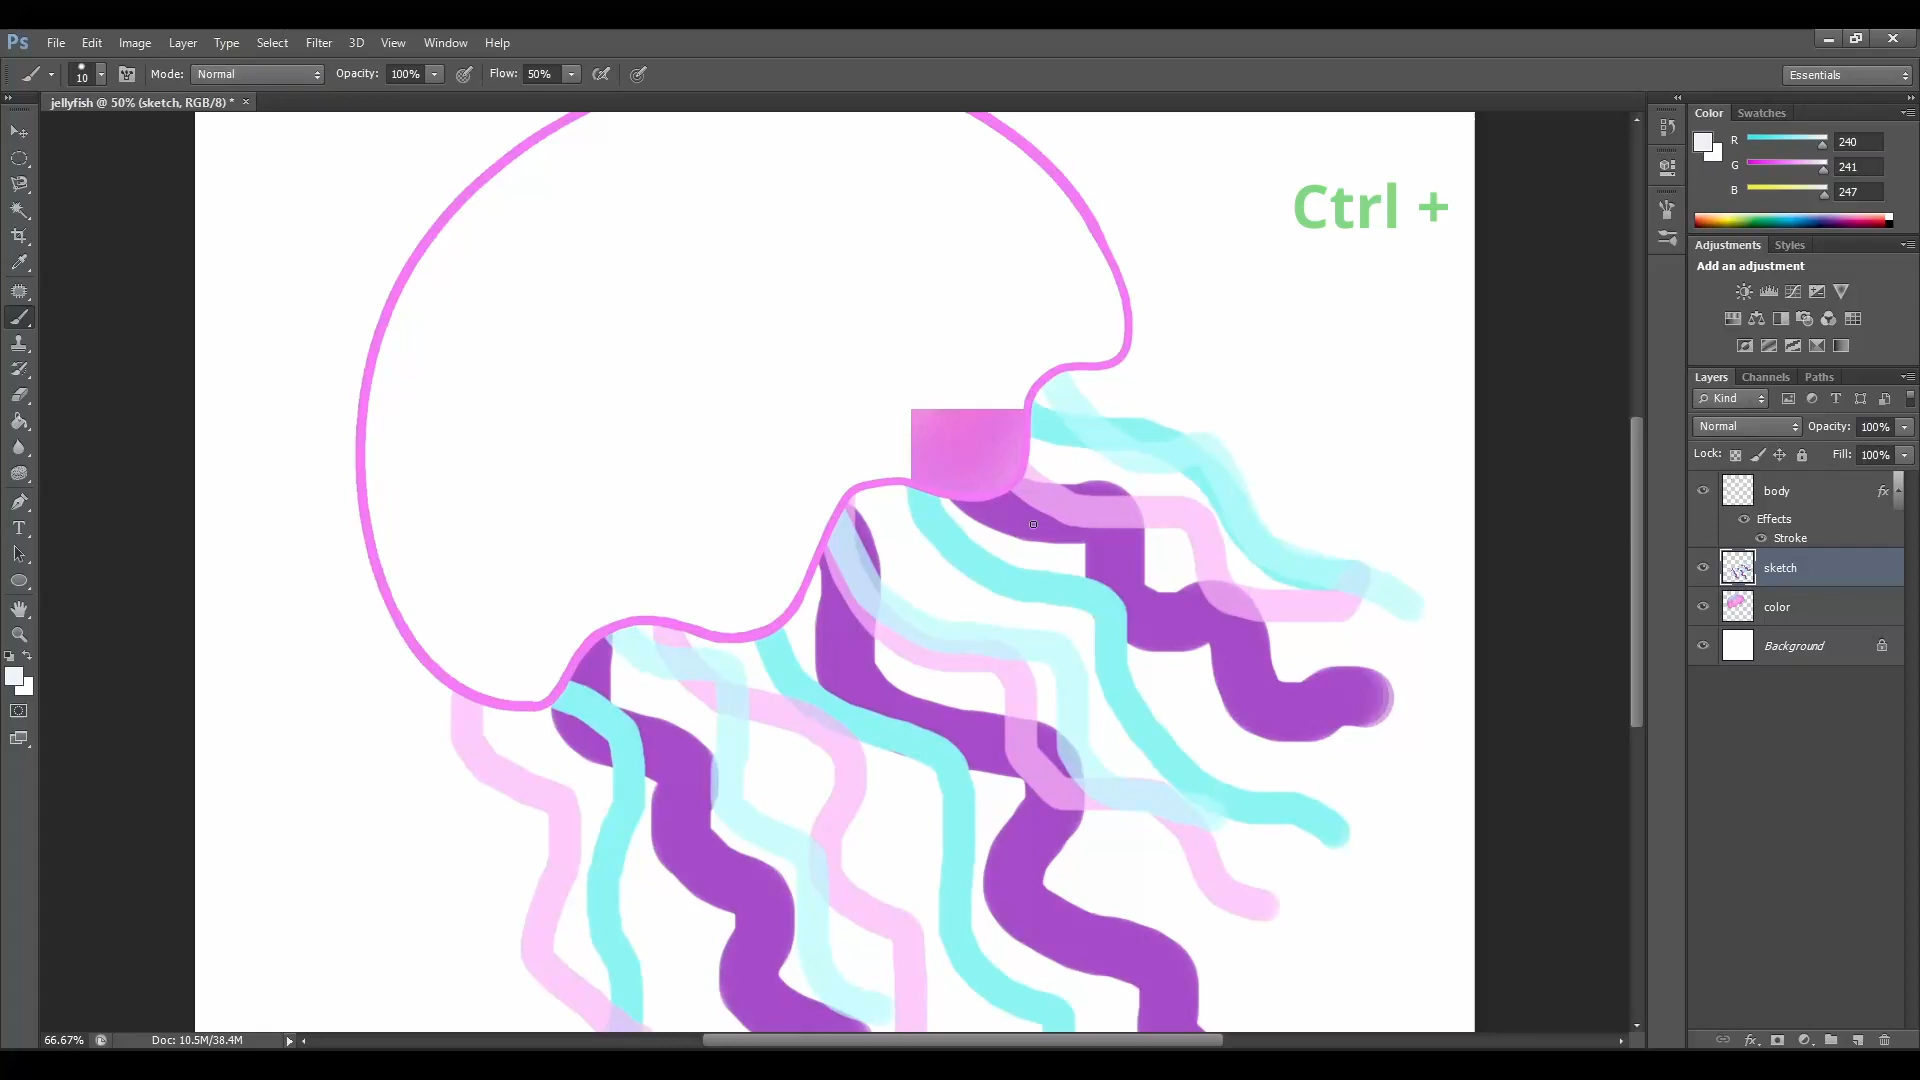 Ps File Edit Image Layer Type Select Filter 3D View Window Help
10 Mode: Normal Opacity: 100% Flow: 50% Essentials
jellyfish @ 50% (sketch, RGB/8) * ×
Color Swatches
R 240
G 241
B 247
Ctrl +
Adjustments Styles
Add an adjustment
Layers Channels Paths
Kind
Normal Opacity: 100%
Lock: Fill: 100%
body fx
Effects
Stroke
sketch
color
Background
66.67% Doc: 10.5M/38.4M